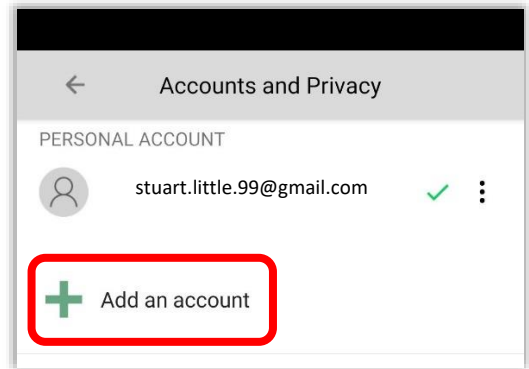 Accounts and Privacy
PERSONAL ACCOUNT
stuart.little.99@gmail.com
Add an account